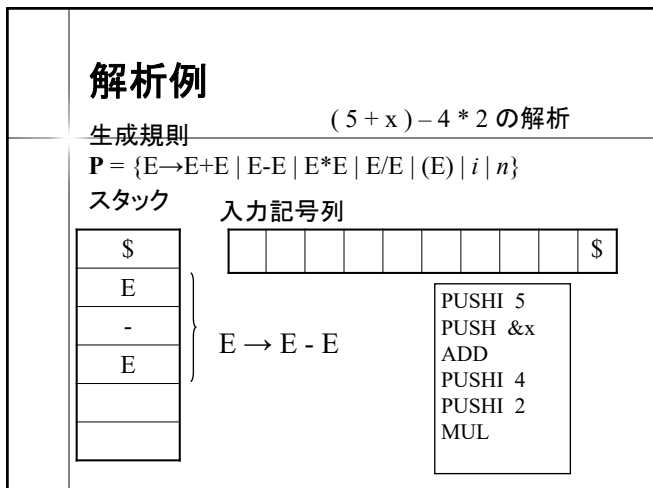 解析例
( 5 + x ) – 4 * 2 の解析
生成規則
P = {E→E+E | E-E | E*E | E/E | (E) | i | n}
スタック
入力記号列
$
E
-
E
$
E → E - E
PUSHI 5
PUSH &x
ADD
PUSHI 4
PUSHI 2
MUL